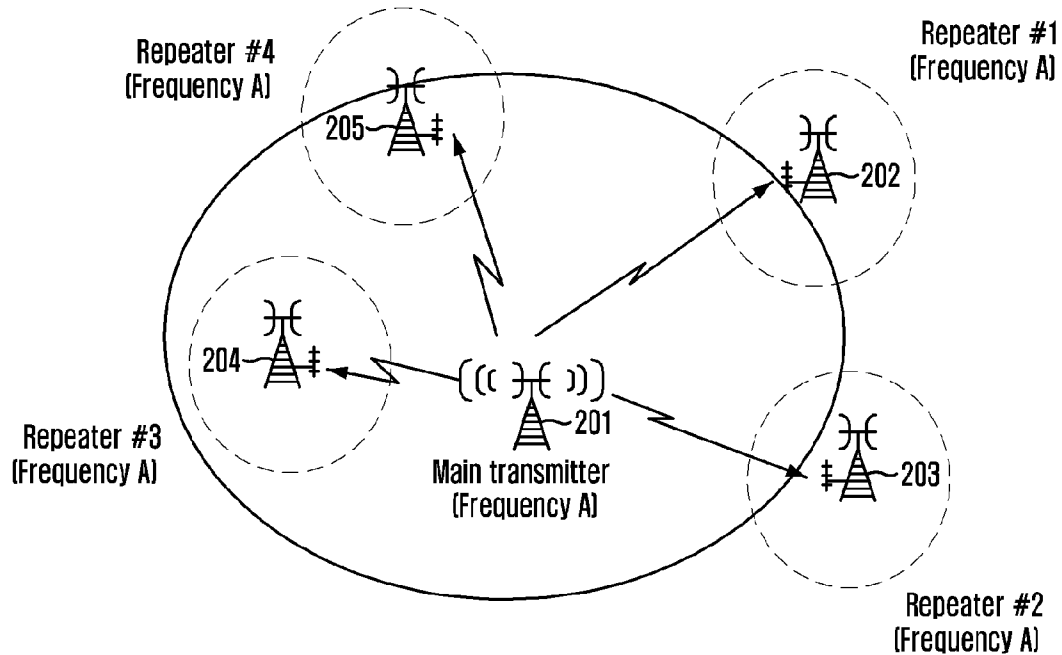 Repeater #1
(Frequency A)
Repeater #4
(Frequency A)
205
202
204
201
Main transmitter
(Frequency A)
Repeater #3
(Frequency A)
203
Repeater #2
(Frequency A)